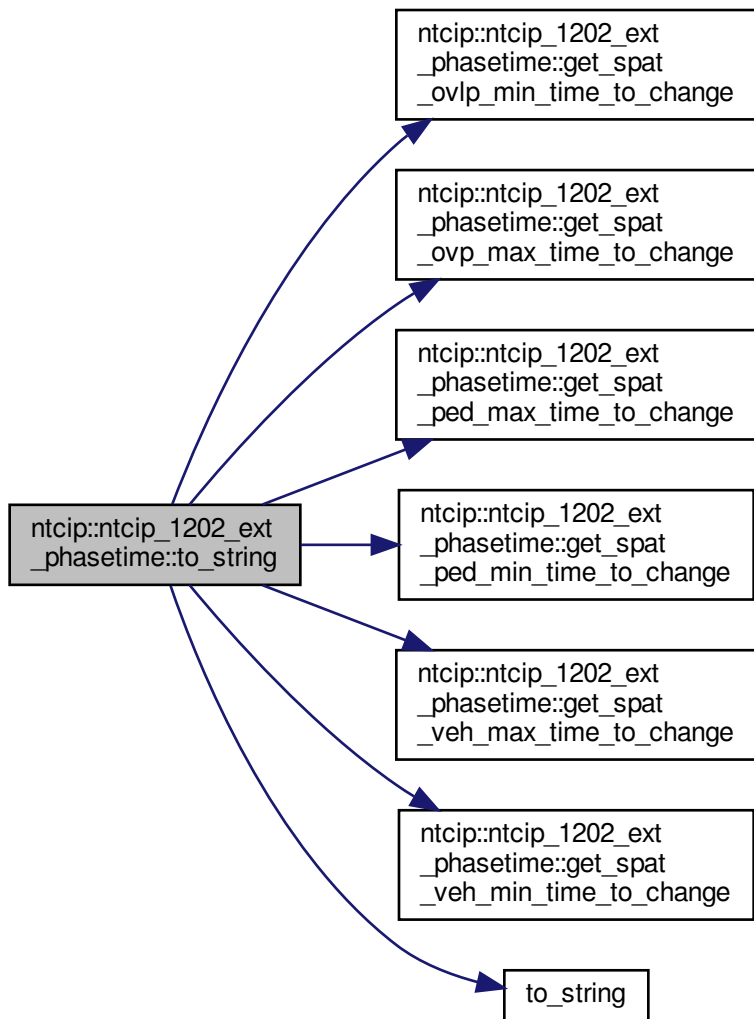 ntcip::ntcip_1202_ext
_phasetime::get_spat
_ovlp_min_time_to_change
ntcip::ntcip_1202_ext
_phasetime::get_spat
_ovp_max_time_to_change
ntcip::ntcip_1202_ext
_phasetime::get_spat
_ped_max_time_to_change
ntcip::ntcip_1202_ext
_phasetime::to_string
ntcip::ntcip_1202_ext
_phasetime::get_spat
_ped_min_time_to_change
ntcip::ntcip_1202_ext
_phasetime::get_spat
_veh_max_time_to_change
ntcip::ntcip_1202_ext
_phasetime::get_spat
_veh_min_time_to_change
to_string